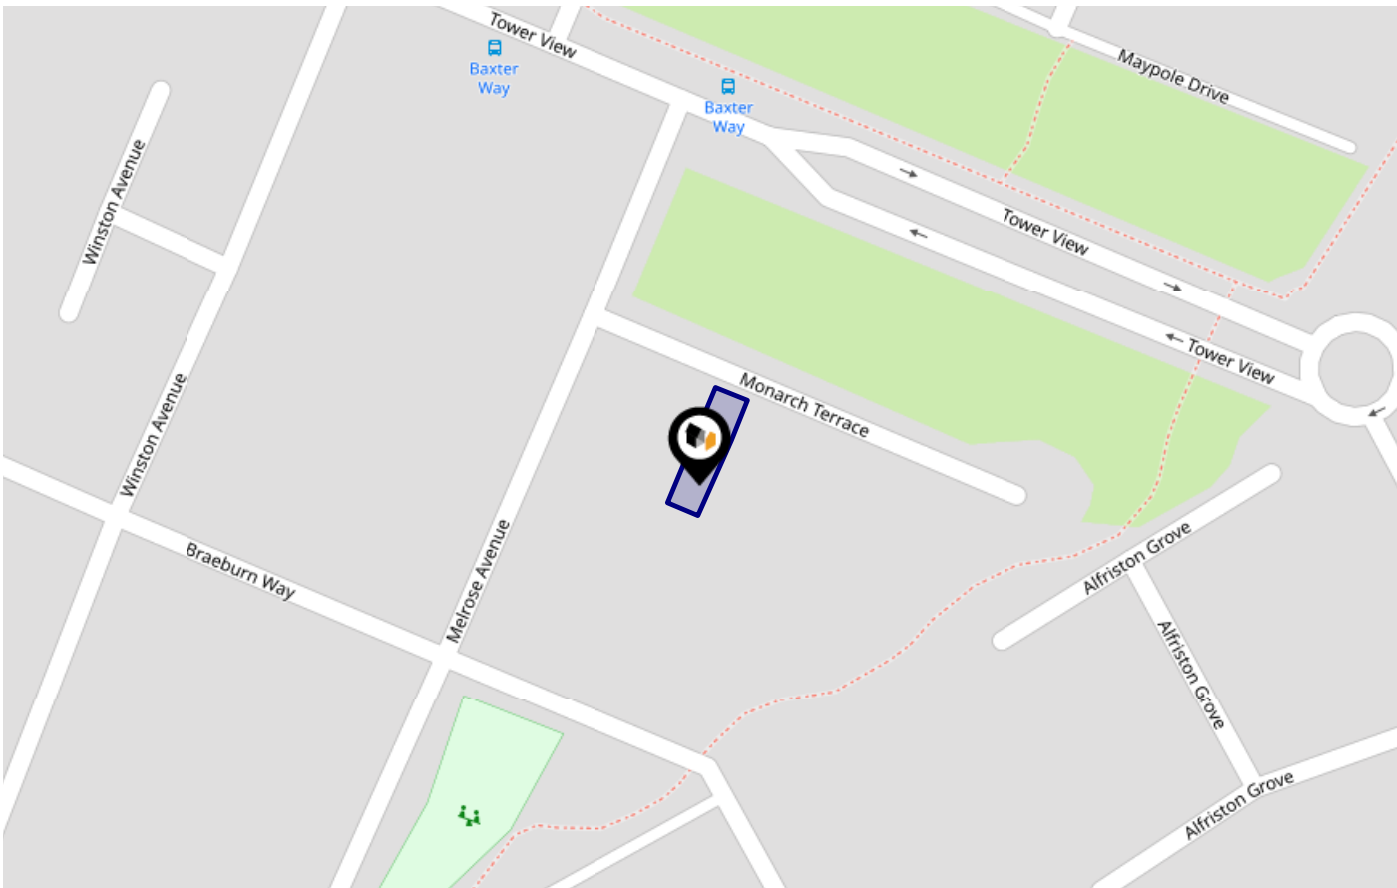 Tower View
Baxter
Way
Baxter
Way
Maypole Drive
Winston Avenue
Tower View
Tower View
Monarch Terrace
Winston Avenue
Melrose Avenue
Braeburn Way
Alfriston Grove
Alfriston Grove
Alfriston Grove